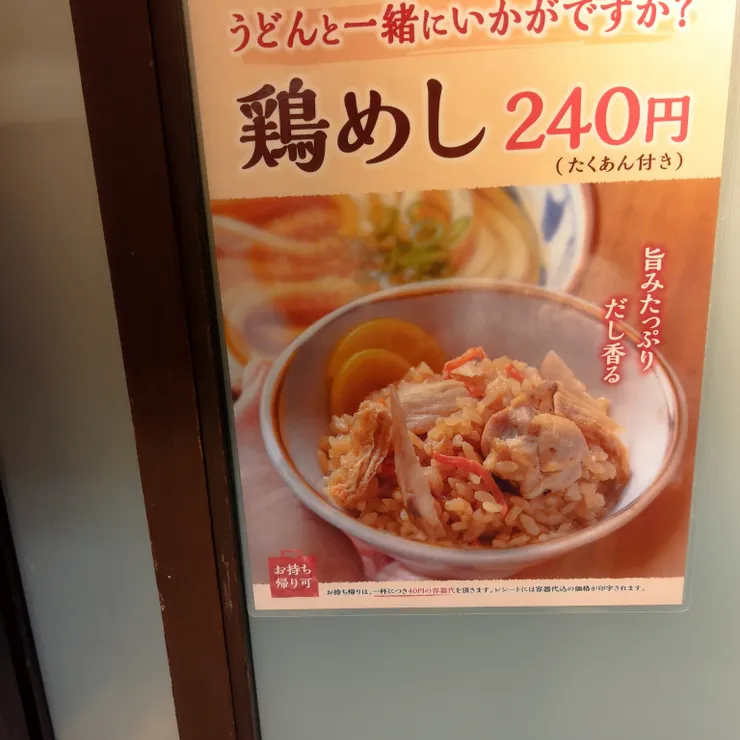 うどんと一緒にいかがですか?
鶏めし 240円
(たくあん付き)
旨みたっぷり
だし香る
お持ち
帰り可
お持ち帰りは、一杯につき40円の容器代を頂きます。レシートには容器代込の価格が印字されます。